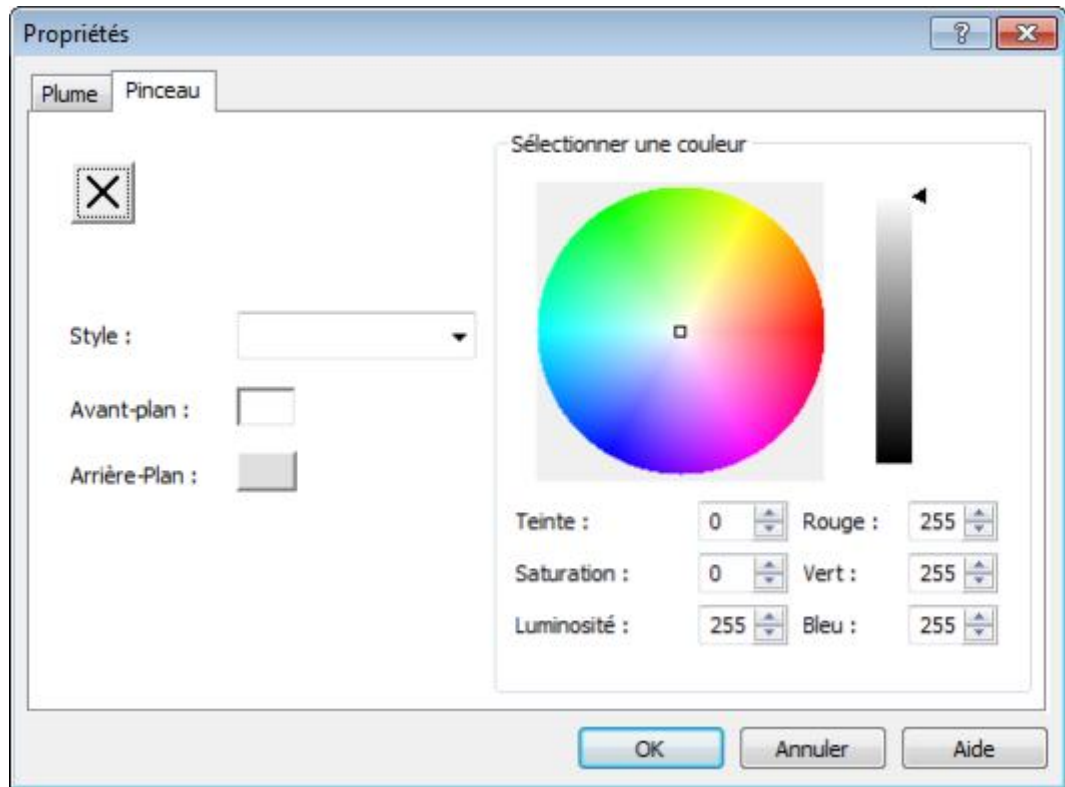 Propriétés
Plume Pinceau
Sélectionner une couleur
Style :
Avant-plan :
Arrière-Plan :
Teinte : 0 Rouge : 255
Saturation : 0 Vert : 255
Luminosité : 255 Bleu : 255
OK Annuler Aide